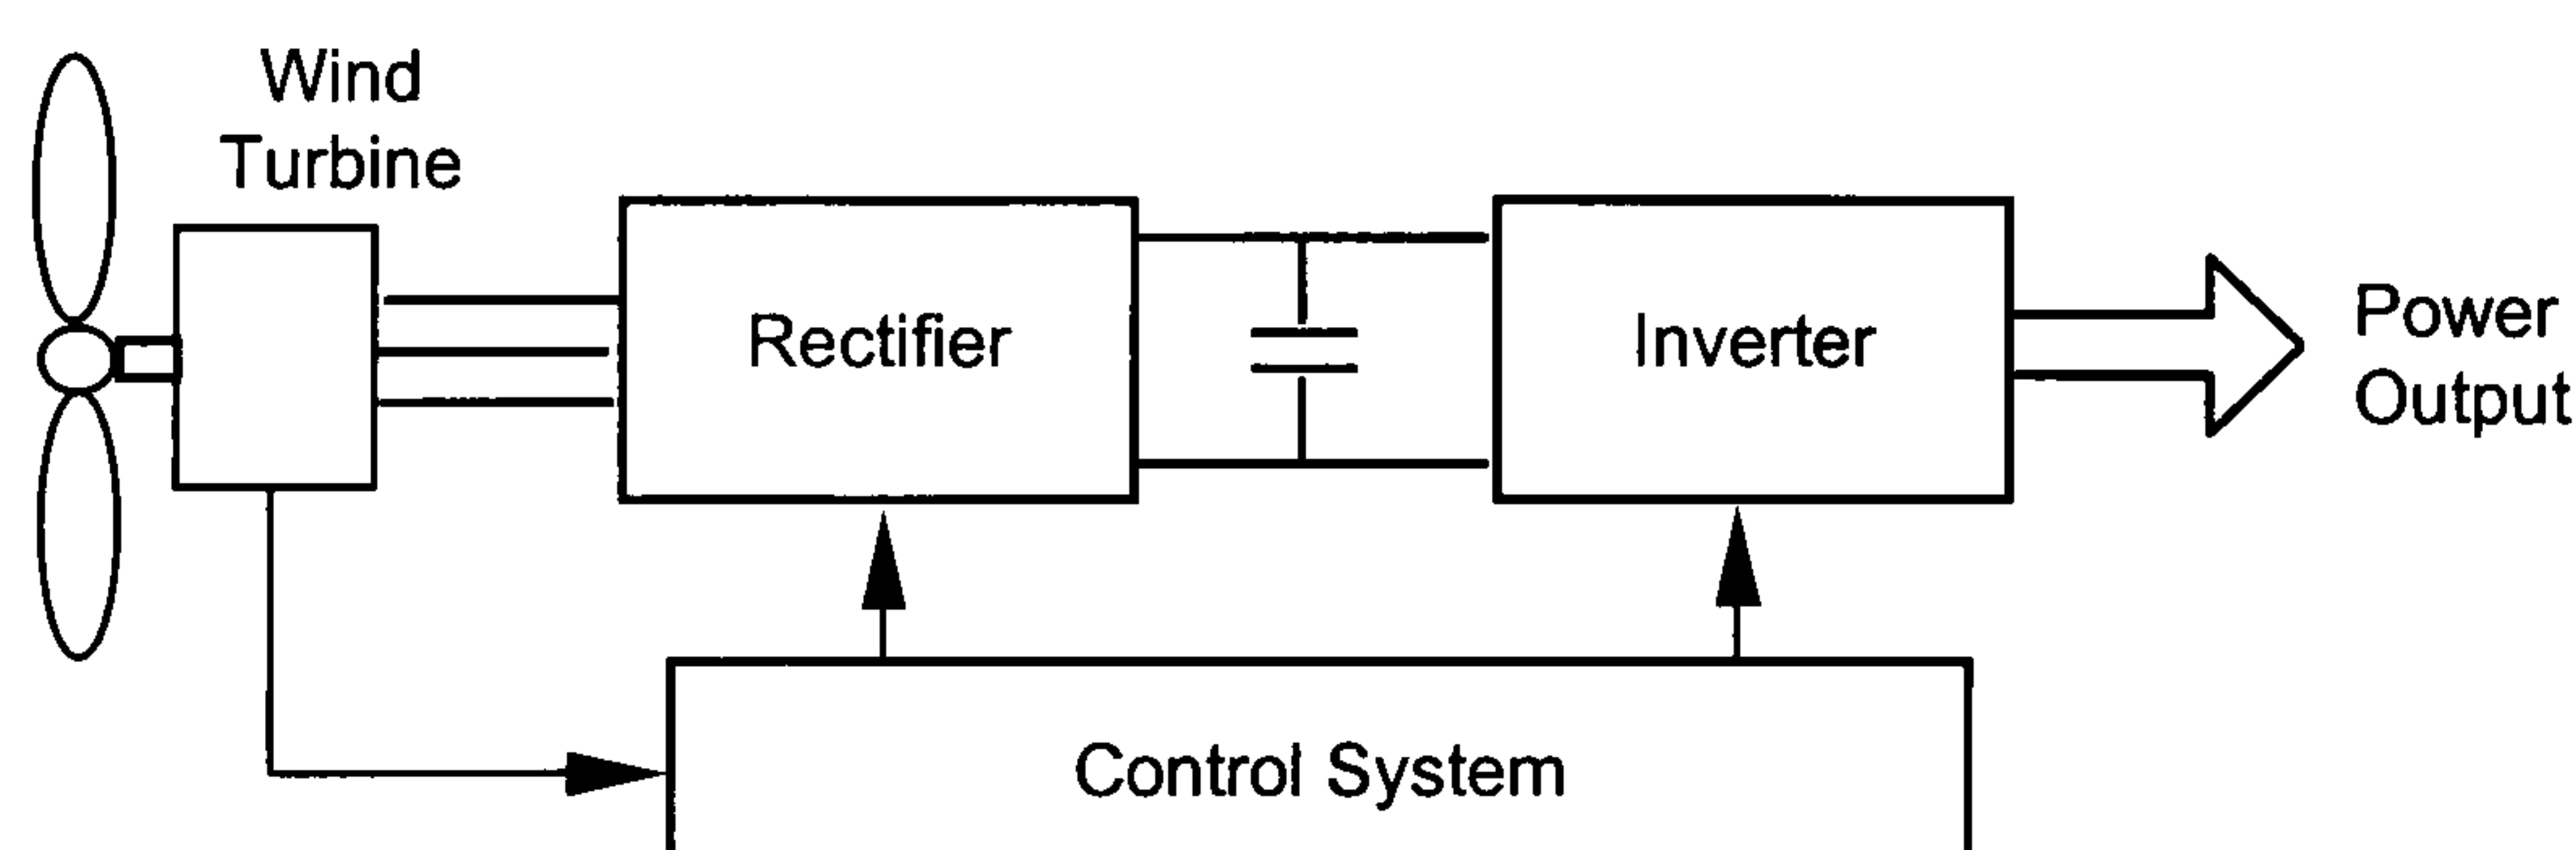 Wind
Turbine
Rectifier
Inverter
Power
Output
Control System